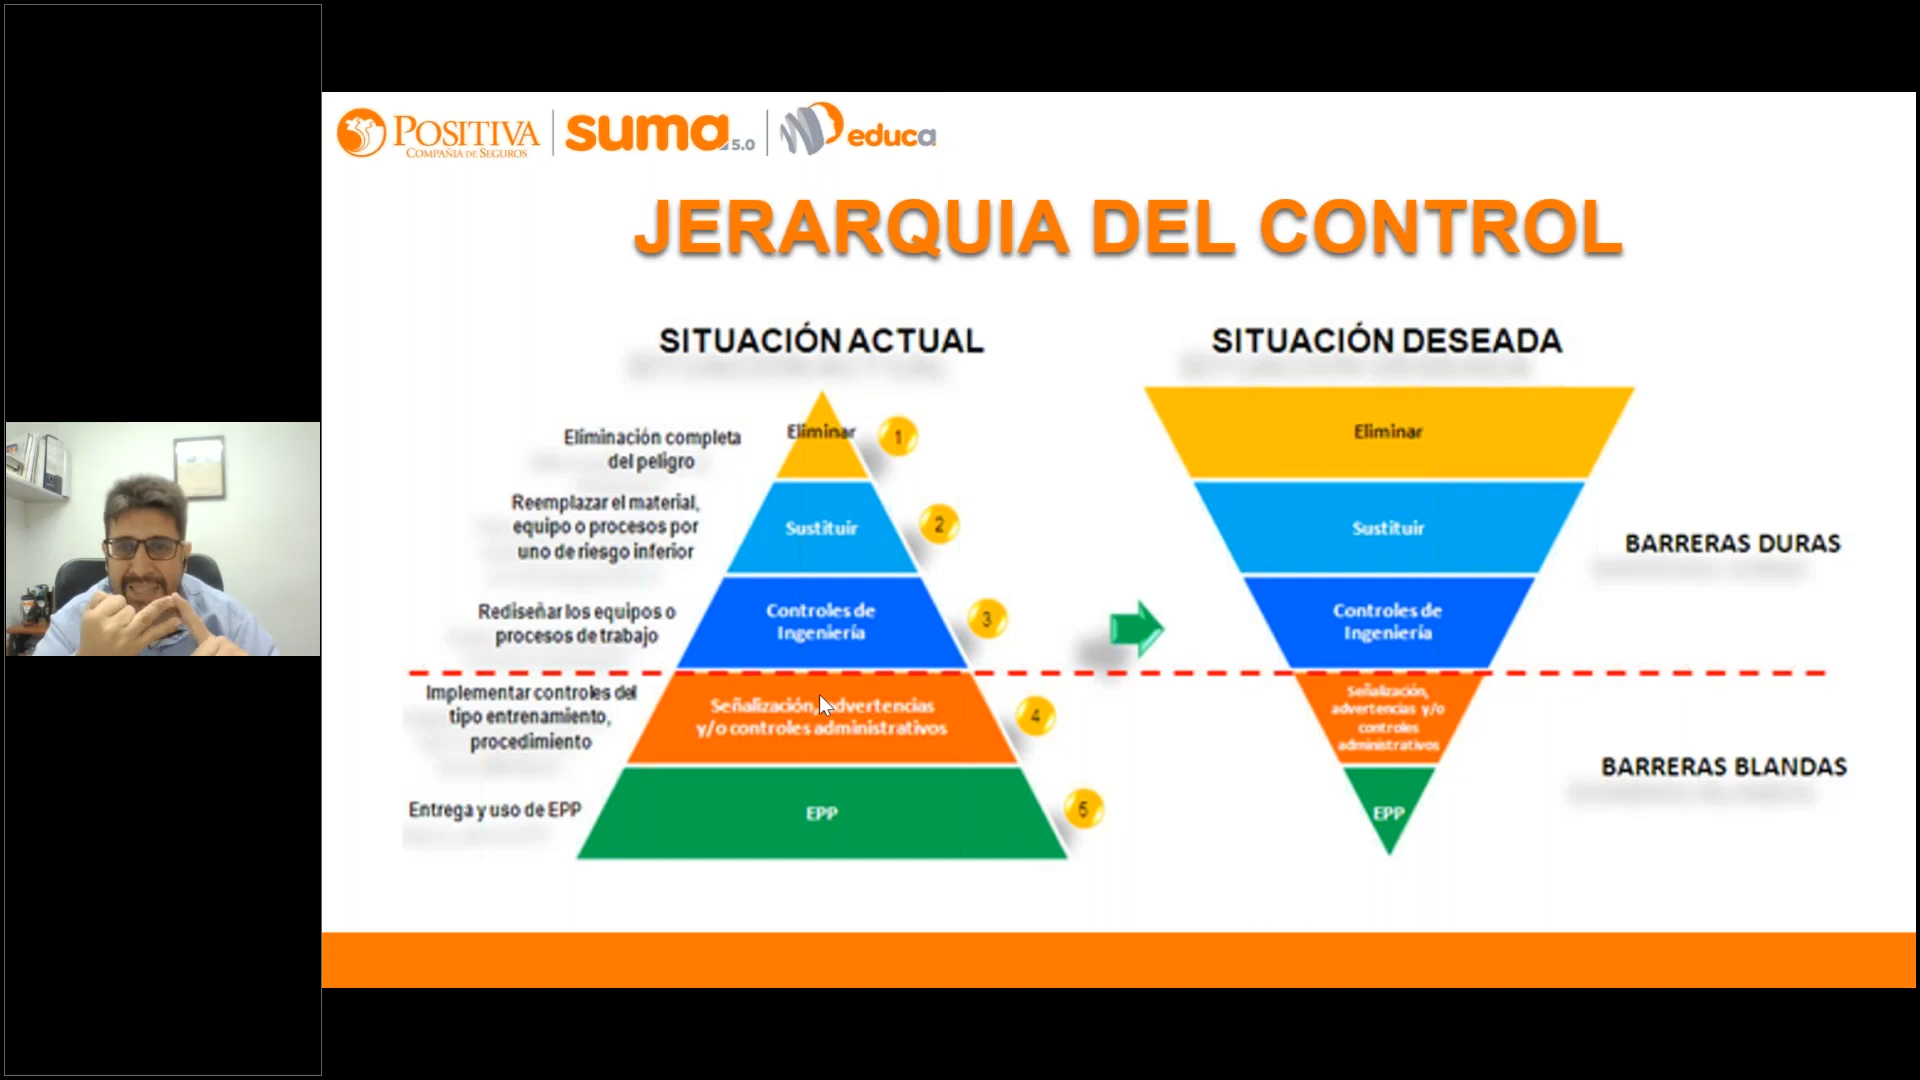 POSITIVA
COMPAÑIA DE SEGUROS
suma 5.0
educa
JERARQUIA DEL CONTROL
SITUACIÓN ACTUAL
Eliminación completa
del peligro
Eliminar
1
Reemplazar el material,
equipo o procesos por
uno de riesgo inferior
Sustituir
2
Rediseñar los equipos o
procesos de trabajo
Controles de
Ingeniería
3
Implementar controles del
tipo entrenamiento,
procedimiento
Señalización, advertencias
y/o controles administrativos
4
Entrega y uso de EPP
EPP
5
SITUACIÓN DESEADA
Eliminar
Sustituir
Controles de
Ingeniería
Señalización,
advertencias y/o
controles
administrativos
EPP
BARRERAS DURAS
BARRERAS BLANDAS